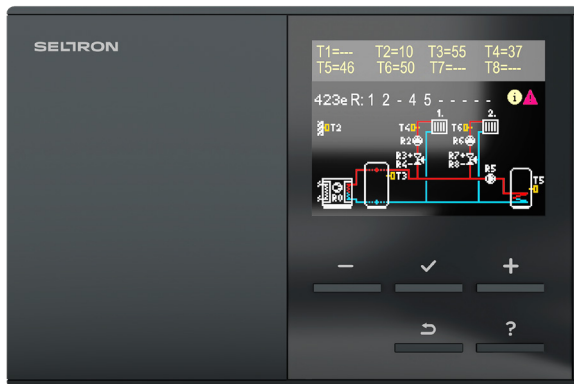 SELTRON
T1=--- T2=10 T3=55 T4=37
T5=46 T6=50 T7=--- T8=---
423e R: 1 2 - 4 5 - - - - - i
1. 2.
T2 T4 T6
R2 R6
R3+ R7+
R4- R8- R5
T3 T5
R0
- ✓ +
?